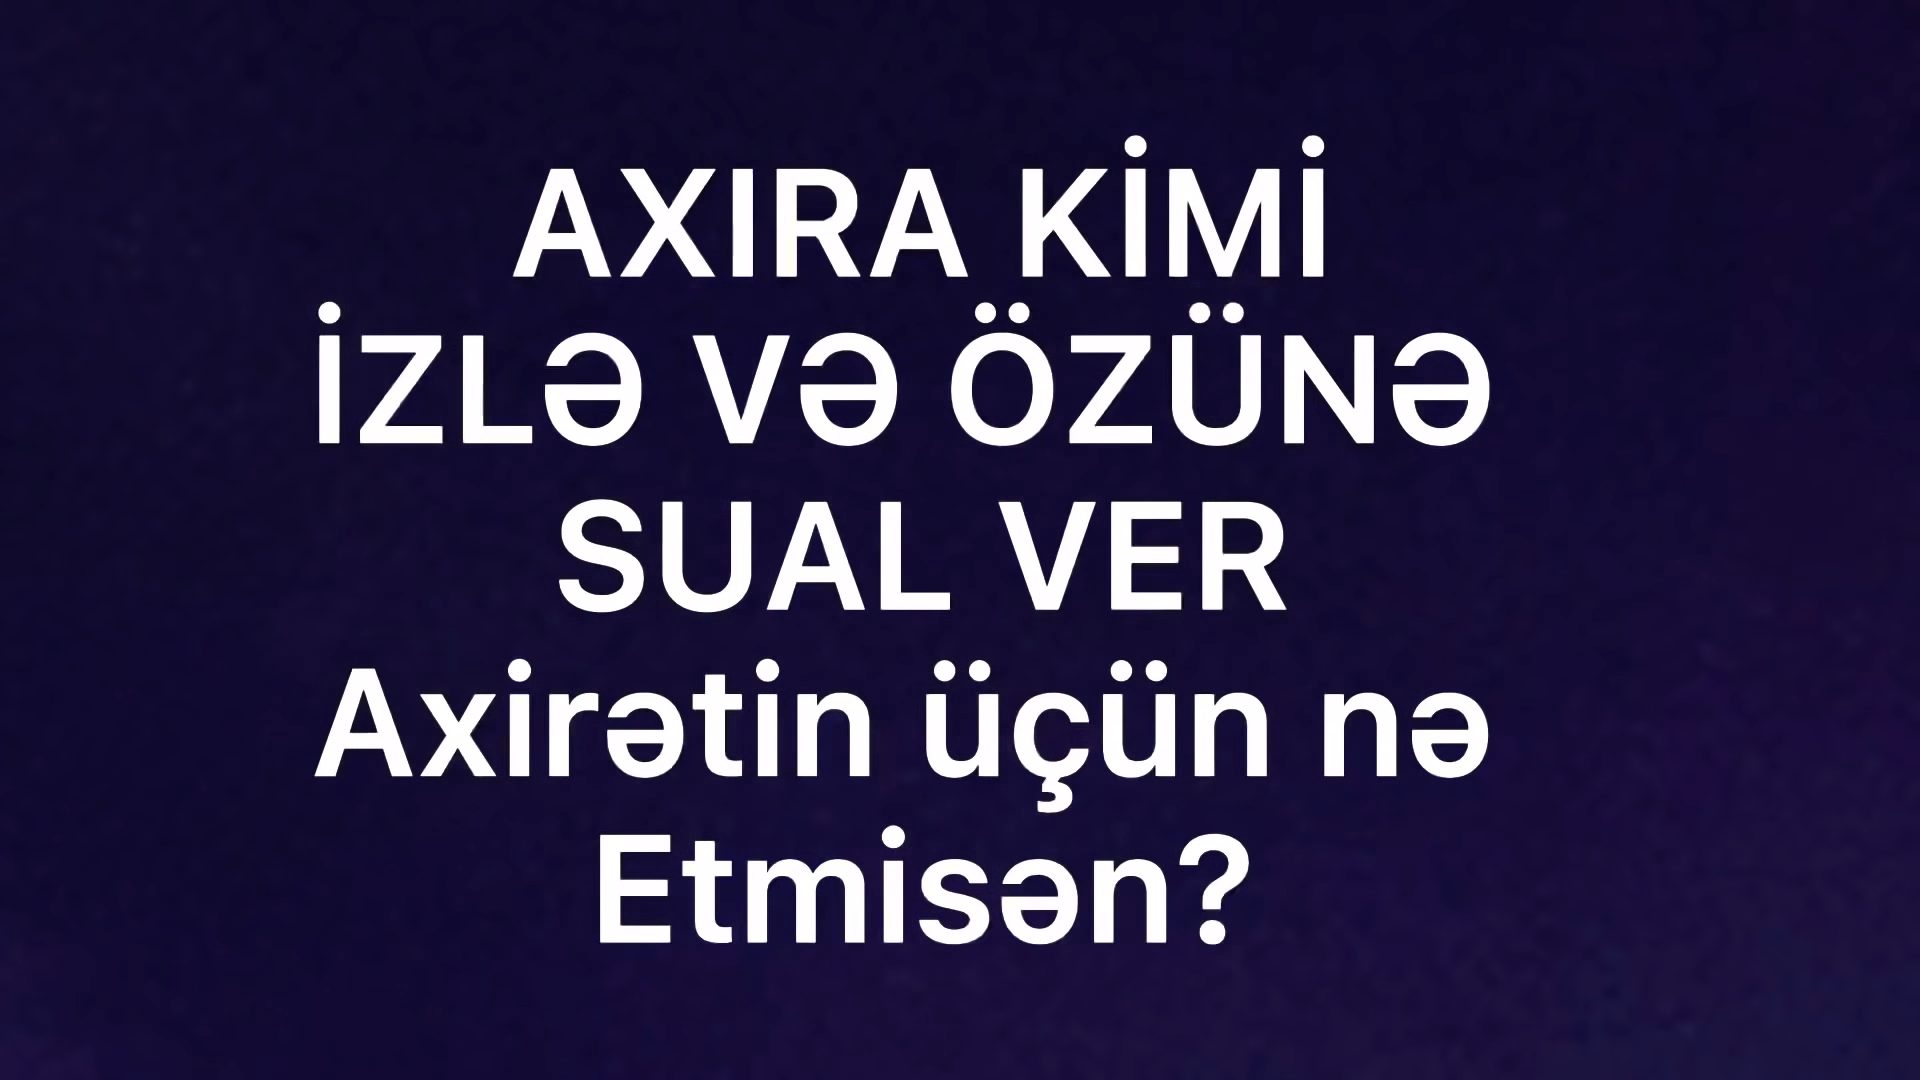 AXIRA KİMİ
İZLƏ VƏ ÖZÜNƏ
SUAL VER
Axirətin üçün nə
Etmisən?